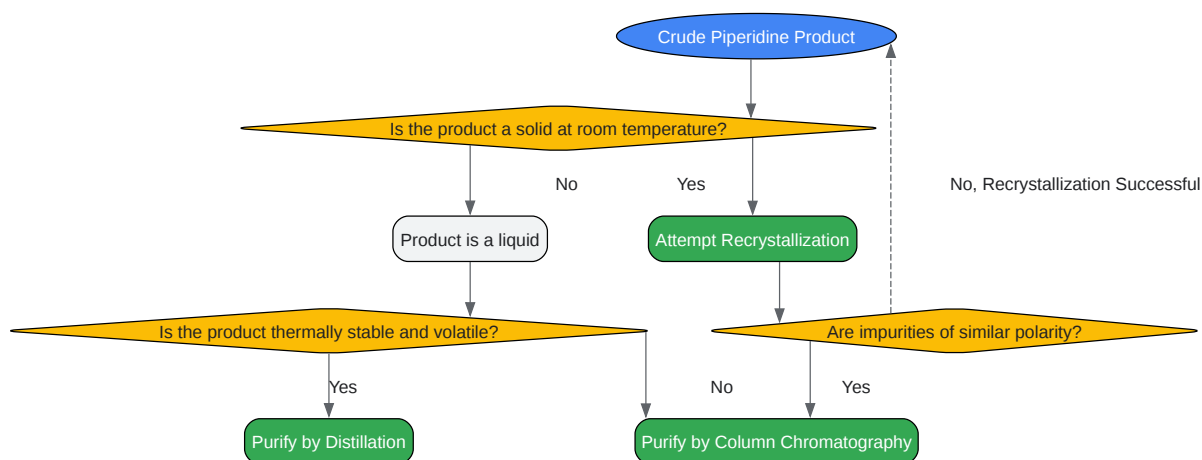 Crude Piperidine Product
Is the product a solid at room temperature?
No
Yes
No, Recrystallization Successful
Product is a liquid
Attempt Recrystallization
Is the product thermally stable and volatile?
Are impurities of similar polarity?
Yes
No
Yes
Purify by Distillation
Purify by Column Chromatography